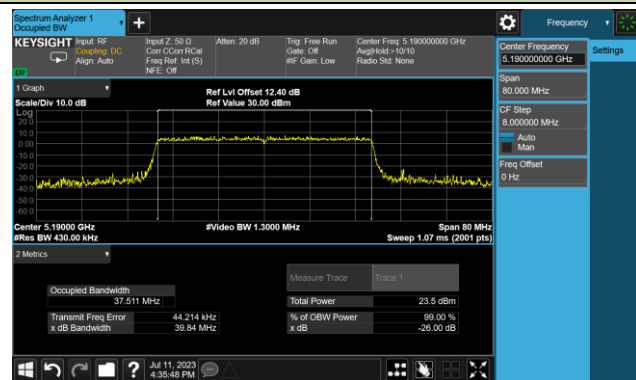 Spectrum Analyzer 1
Occupied BW
+
Frequency
KEYSIGHT
Input: RF
Coupling: DC
Align: Auto
Input Z: 50 Ω
Corr CCorr RCal
Freq Ref: Int (S)
NFE: Off
Atten: 20 dB
Trig: Free Run
Gate: Off
#IF Gain: Low
Center Freq: 5.190000000 GHz
Avg|Hold:>10/10
Radio Std: None
Center Frequency
5.190000000 GHz
Settings
Span
80.000 MHz
CF Step
8.000000 MHz
Auto
Man
Freq Offset
0 Hz
1 Graph
Scale/Div 10.0 dB
Ref Lvl Offset 12.40 dB
Ref Value 30.00 dBm
Log
20.0
10.0
0.00
-10.0
-20.0
-30.0
-40.0
-50.0
-60.0
Center 5.19000 GHz
#Res BW 430.00 kHz
#Video BW 1.3000 MHz
Span 80 MHz
Sweep 1.07 ms (2001 pts)
2 Metrics
Measure Trace
Trace 1
Occupied Bandwidth
37.511 MHz
Total Power
23.5 dBm
Transmit Freq Error
44.214 kHz
% of OBW Power
99.00 %
x dB Bandwidth
39.84 MHz
x dB
-26.00 dB
?
Jul 11, 2023
4:35:48 PM